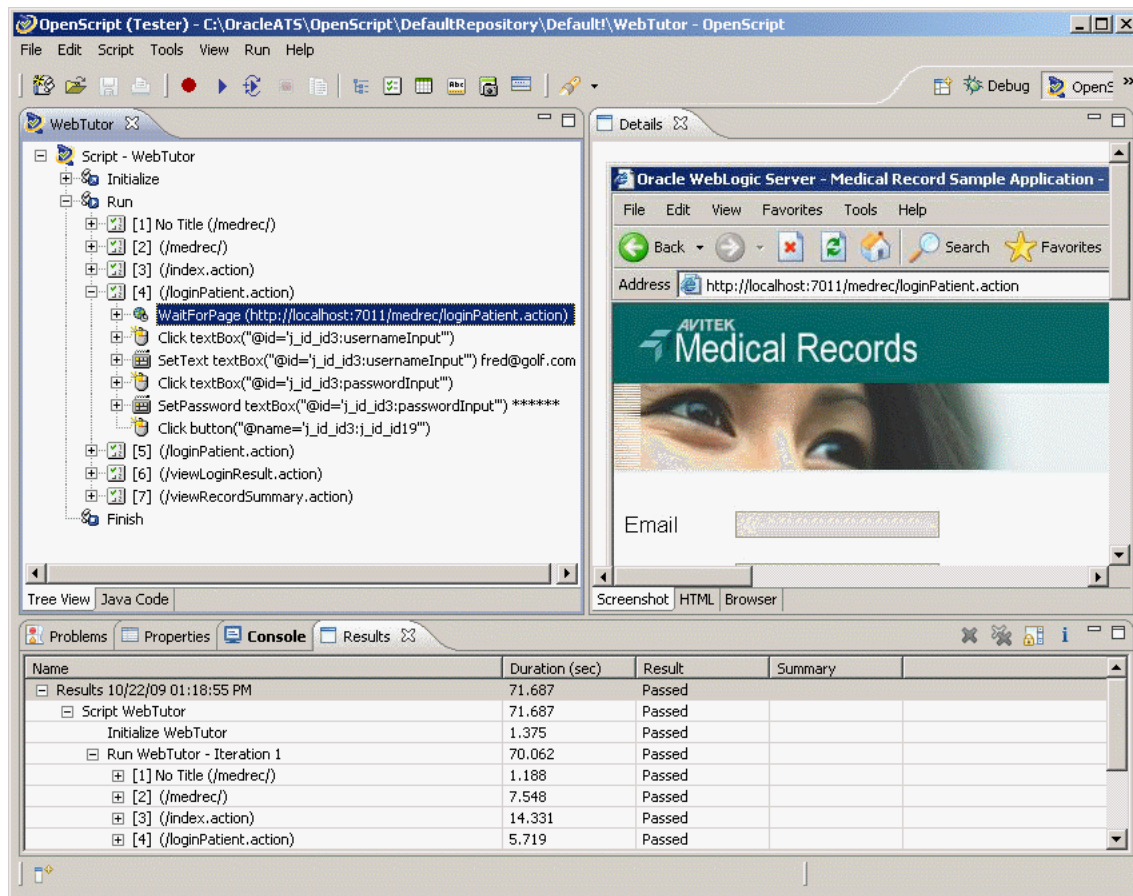 OpenScript (Tester) - C:\OracleATS\OpenScript\DefaultRepository\Default!\WebTutor - OpenScript
File Edit Script Tools View Run Help
Abc
Debug OpenS »
WebTutor
Script - WebTutor
Initialize
Run
[1] No Title (/medrec/)
[2] (/medrec/)
[3] (/index.action)
[4] (/loginPatient.action)
WaitForPage (http://localhost:7011/medrec/loginPatient.action)
Click textBox("@id='j_id_id3:usernameInput'")
SetText textBox("@id='j_id_id3:usernameInput'") fred@golf.com
Click textBox("@id='j_id_id3:passwordInput'")
SetPassword textBox("@id='j_id_id3:passwordInput'") ******
Click button("@name='j_id_id3:j_id_id19'")
[5] (/loginPatient.action)
[6] (/viewLoginResult.action)
[7] (/viewRecordSummary.action)
Finish
Tree View Java Code
Details
Oracle WebLogic Server - Medical Record Sample Application -
File Edit View Favorites Tools Help
Back Search Favorites
Address http://localhost:7011/medrec/loginPatient.action
AVITEK
Medical Records
Email
Screenshot HTML Browser
Problems Properties Console Results
Name Duration (sec) Result Summary
Results 10/22/09 01:18:55 PM 71.687 Passed
Script WebTutor 71.687 Passed
Initialize WebTutor 1.375 Passed
Run WebTutor - Iteration 1 70.062 Passed
[1] No Title (/medrec/) 1.188 Passed
[2] (/medrec/) 7.548 Passed
[3] (/index.action) 14.331 Passed
[4] (/loginPatient.action) 5.719 Passed